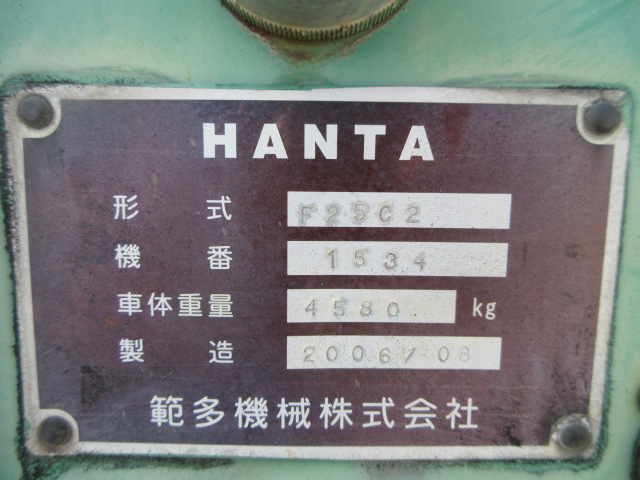 HANTA
形式 F25C2
機番 1534
車体重量 4580. kg
製造 2006/08
範多機械株式会社